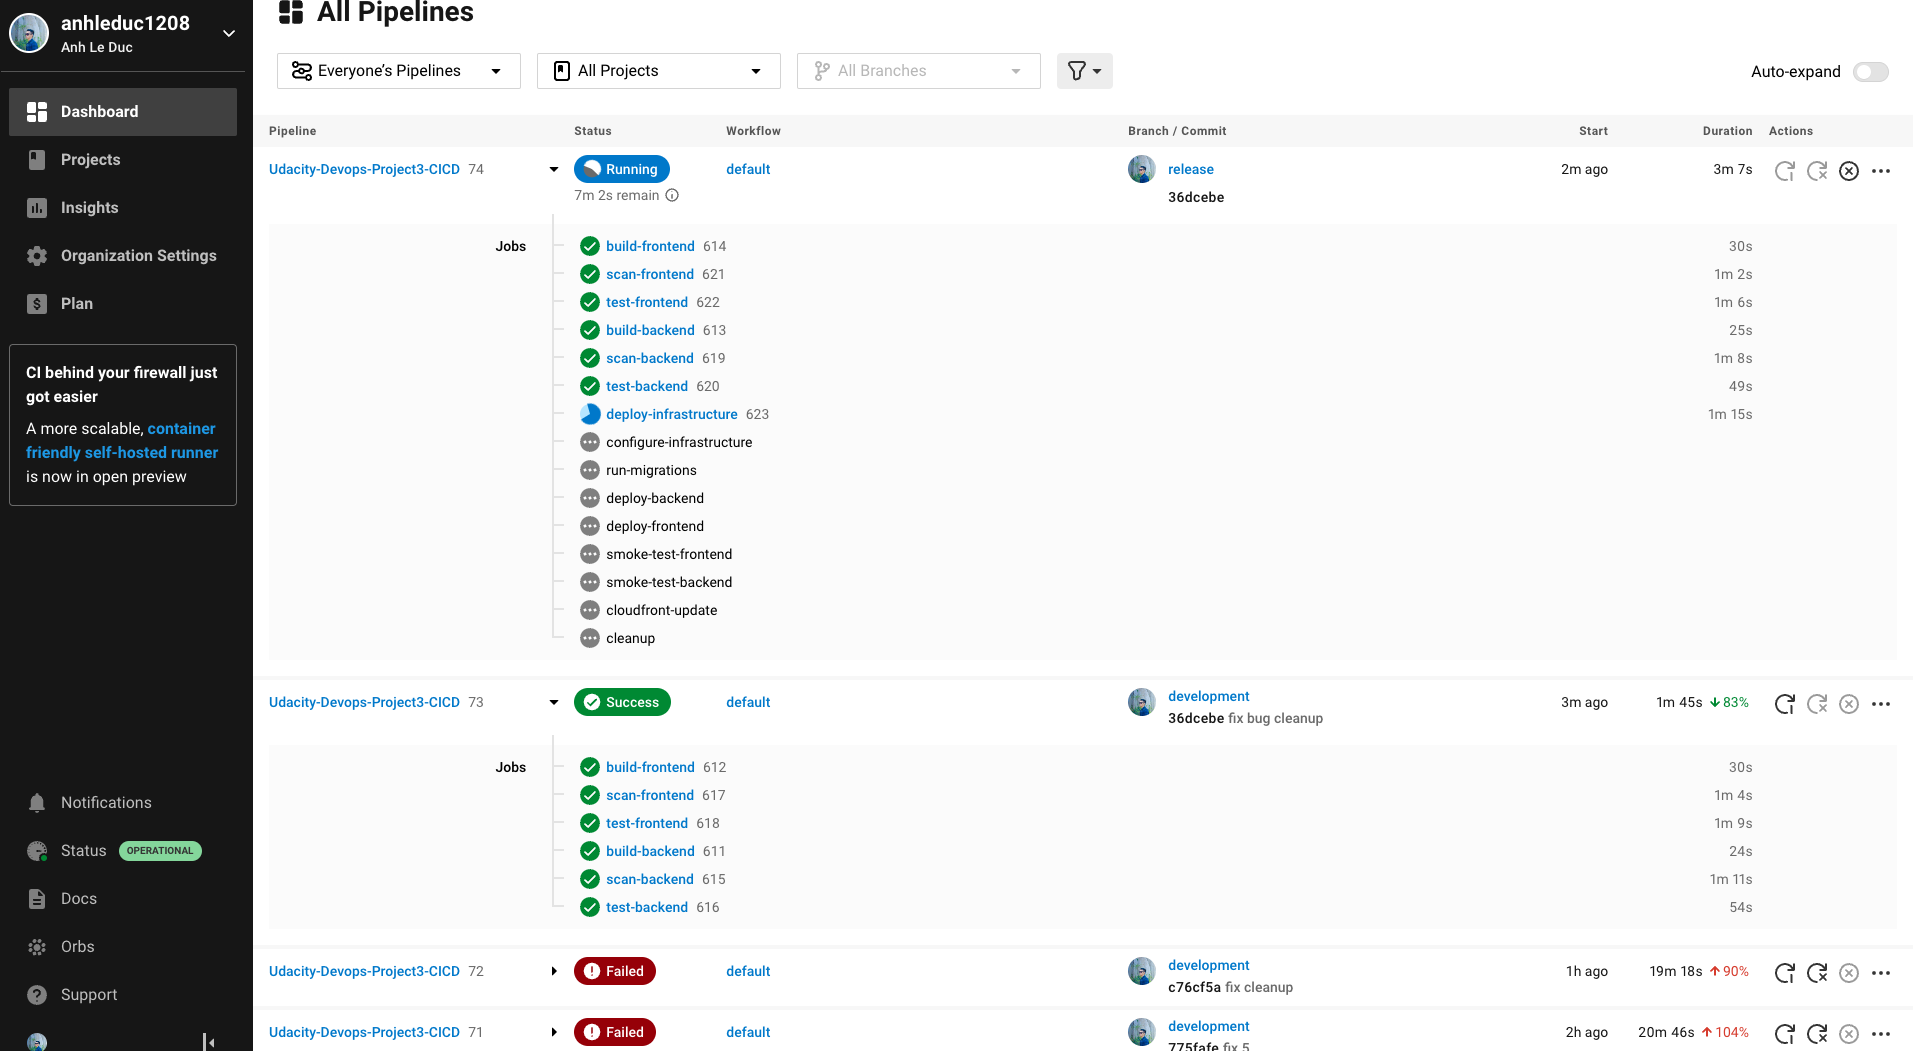 anhleduc1208
Anh Le Duc
Dashboard
Projects
Insights
Organization Settings
Plan
CI behind your firewall just
got easier
A more scalable, container
friendly self-hosted runner
is now in open preview
Notifications
Status OPERATIONAL
Docs
Orbs
Support
All Pipelines
Everyone’s Pipelines All Projects All Branches Auto-expand
Pipeline Status Workflow Branch / Commit Start Duration Actions
Udacity-Devops-Project3-CICD 74 Running default release 2m ago 3m 7s
7m 2s remain 36dcebe
Jobs build-frontend 614 30s
scan-frontend 621 1m 2s
test-frontend 622 1m 6s
build-backend 613 25s
scan-backend 619 1m 8s
test-backend 620 49s
deploy-infrastructure 623 1m 15s
configure-infrastructure
run-migrations
deploy-backend
deploy-frontend
smoke-test-frontend
smoke-test-backend
cloudfront-update
cleanup
Udacity-Devops-Project3-CICD 73 Success default development 3m ago 1m 45s 83%
36dcebe fix bug cleanup
Jobs build-frontend 612 30s
scan-frontend 617 1m 4s
test-frontend 618 1m 9s
build-backend 611 24s
scan-backend 615 1m 11s
test-backend 616 54s
Udacity-Devops-Project3-CICD 72 Failed default development 1h ago 19m 18s 90%
c76cf5a fix cleanup
Udacity-Devops-Project3-CICD 71 Failed default development 2h ago 20m 46s 104%
775fafe fix 5